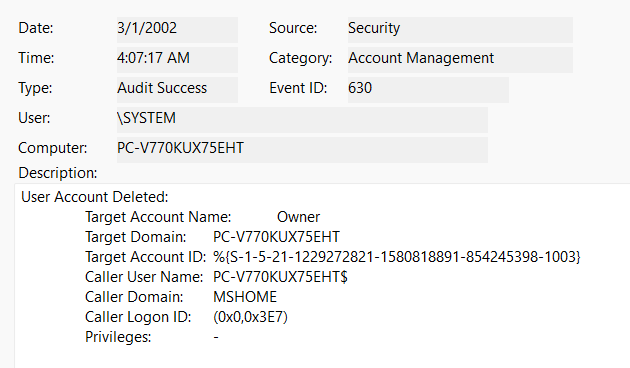 Date: 3/1/2002 Source: Security
Time: 4:07:17 AM Category: Account Management
Type: Audit Success Event ID: 630
User: \SYSTEM
Computer: PC-V770KUX75EHT
Description:
User Account Deleted:
Target Account Name: Owner
Target Domain: PC-V770KUX75EHT
Target Account ID: %{S-1-5-21-1229272821-1580818891-854245398-1003}
Caller User Name: PC-V770KUX75EHT$
Caller Domain: MSHOME
Caller Logon ID: (0x0,0x3E7)
Privileges: -